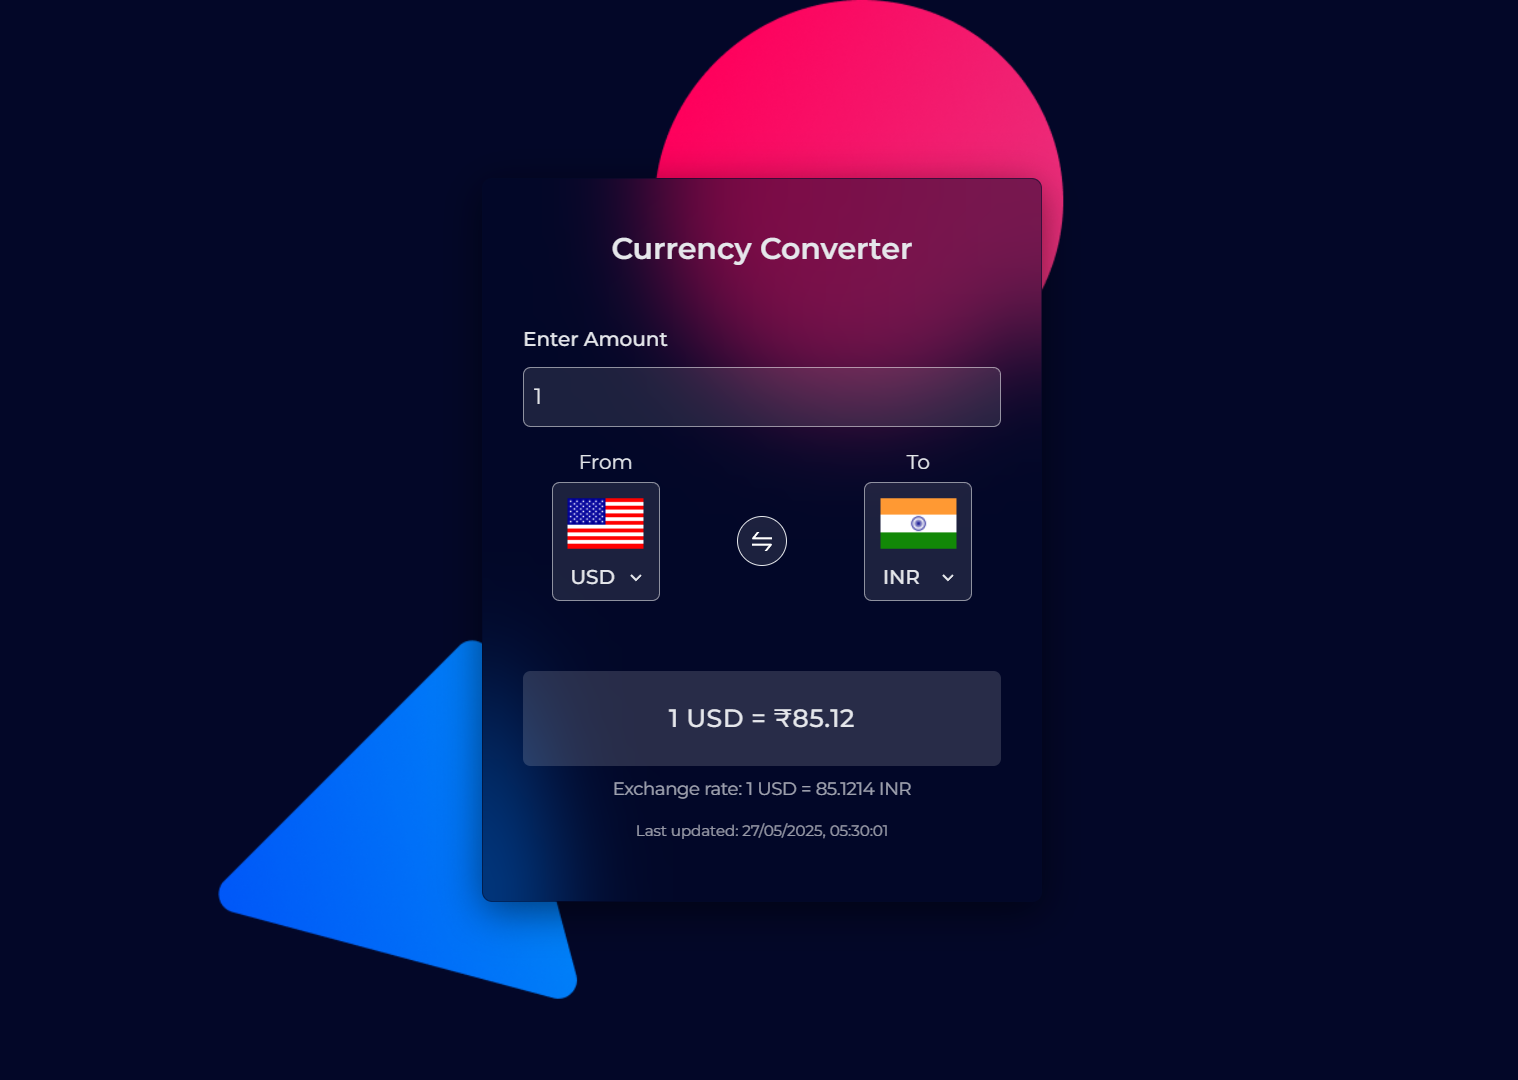 Currency Converter
Enter Amount
1
From
To
USD
INR
1 USD = ₹85.12
Exchange rate: 1 USD = 85.1214 INR
Last updated: 27/05/2025, 05:30:01